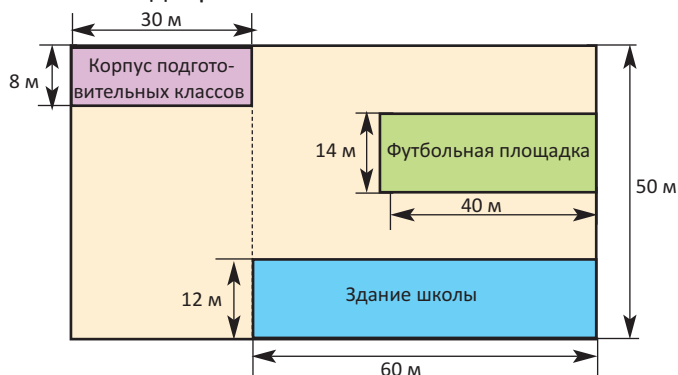 30 м
8 м
Корпус подгото-
вительных классов
14 м
Футбольная площадка
50 м
40 м
12 м
Здание школы
60 м